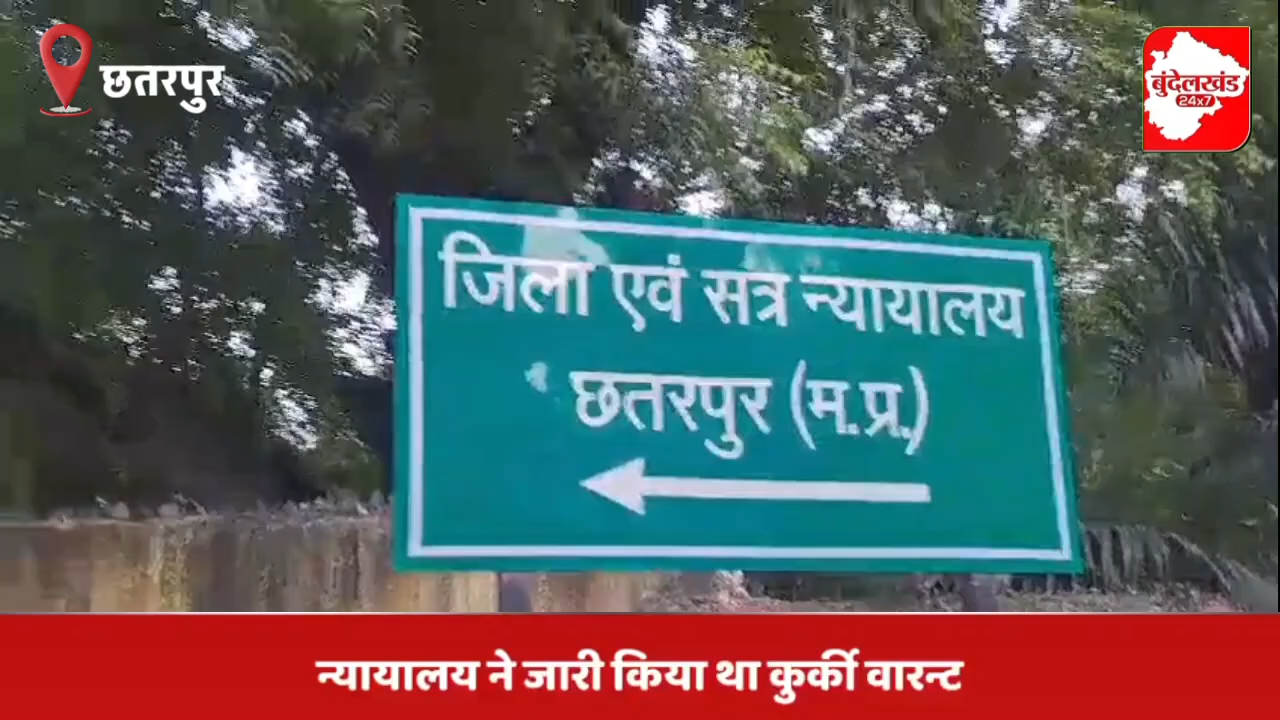 छतरपुर
बुंदेलखंड
24x7
जिला एवं सत्र न्यायालय
छतरपुर (म.प्र.)
न्यायालय ने जारी किया था कुर्की वारन्ट